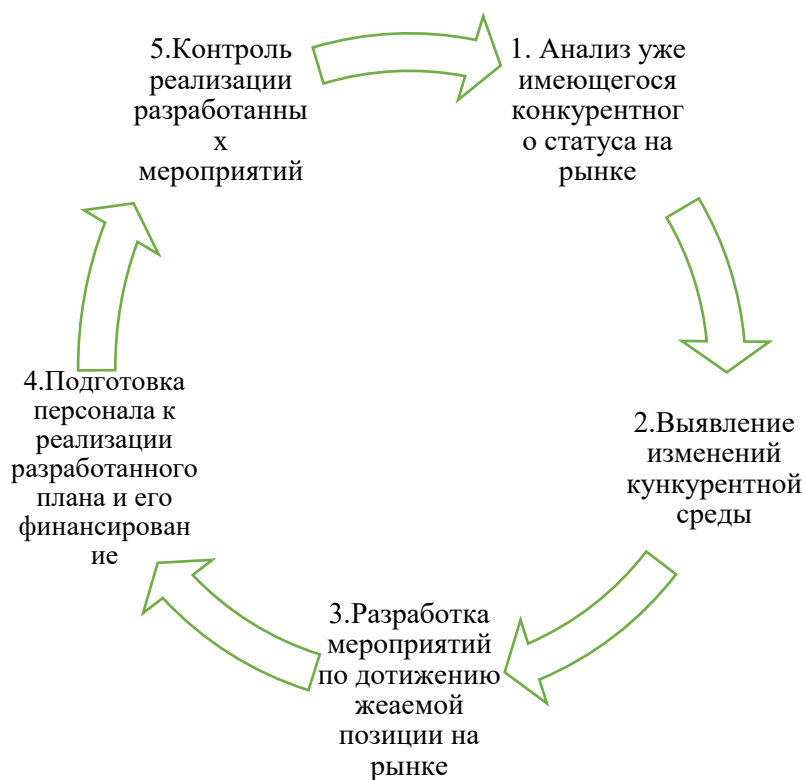 1. Анализ уже
имеющегося
конкурентног
о статуса на
рынке
2.Выявление
изменений
кункурентной
среды
3.Разработка
мероприятий
по дотижению
жеаемой
позиции на
рынке
4.Подготовка
персонала к
реализации
разработанного
плана и его
финансирован
ие
5.Контроль
реализации
разработанны
х
мероприятий